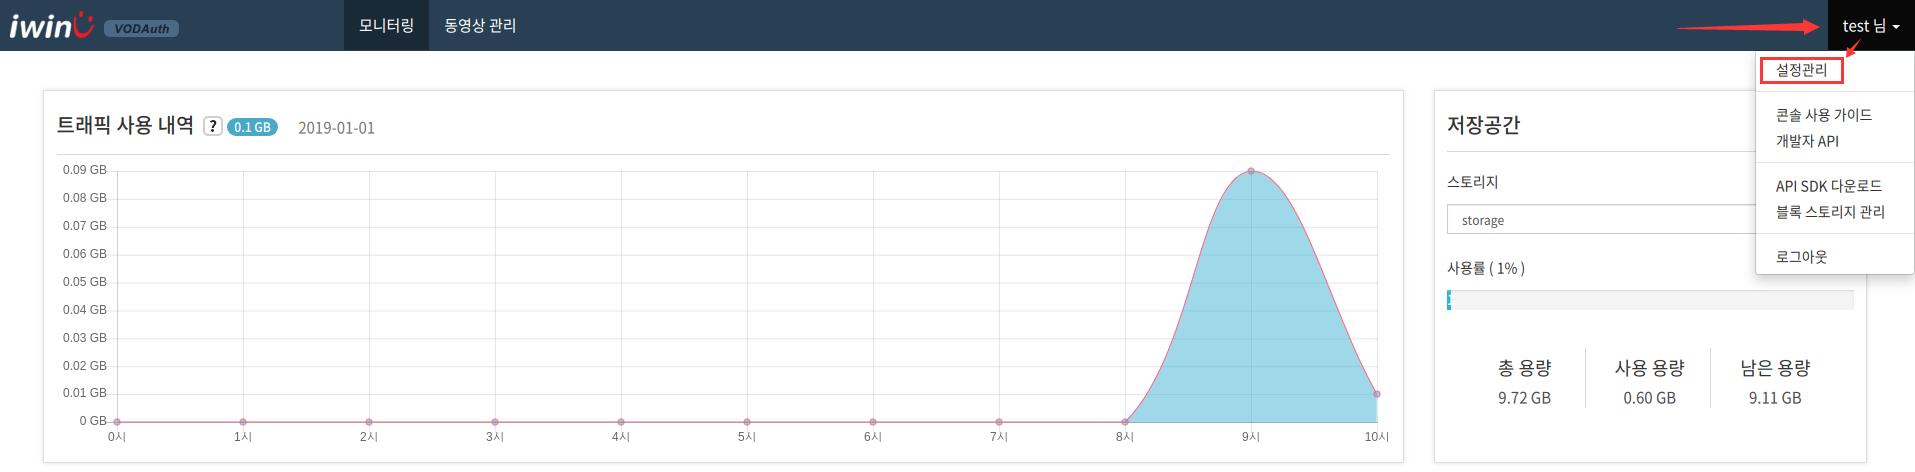 iwinU VODAuth 모니터링 동영상 관리 test 님
설정관리
콘솔 사용 가이드
개발자 API
API SDK 다운로드
블록 스토리지 관리
로그아웃
트래픽 사용 내역 ? 0.1 GB 2019-01-01
0.09 GB
0.08 GB
0.07 GB
0.06 GB
0.05 GB
0.04 GB
0.03 GB
0.02 GB
0.01 GB
0 GB
0시 1시 2시 3시 4시 5시 6시 7시 8시 9시 10시
저장공간
스토리지
storage
사용률 ( 1% )
총 용량 사용 용량 남은 용량
9.72 GB 0.60 GB 9.11 GB